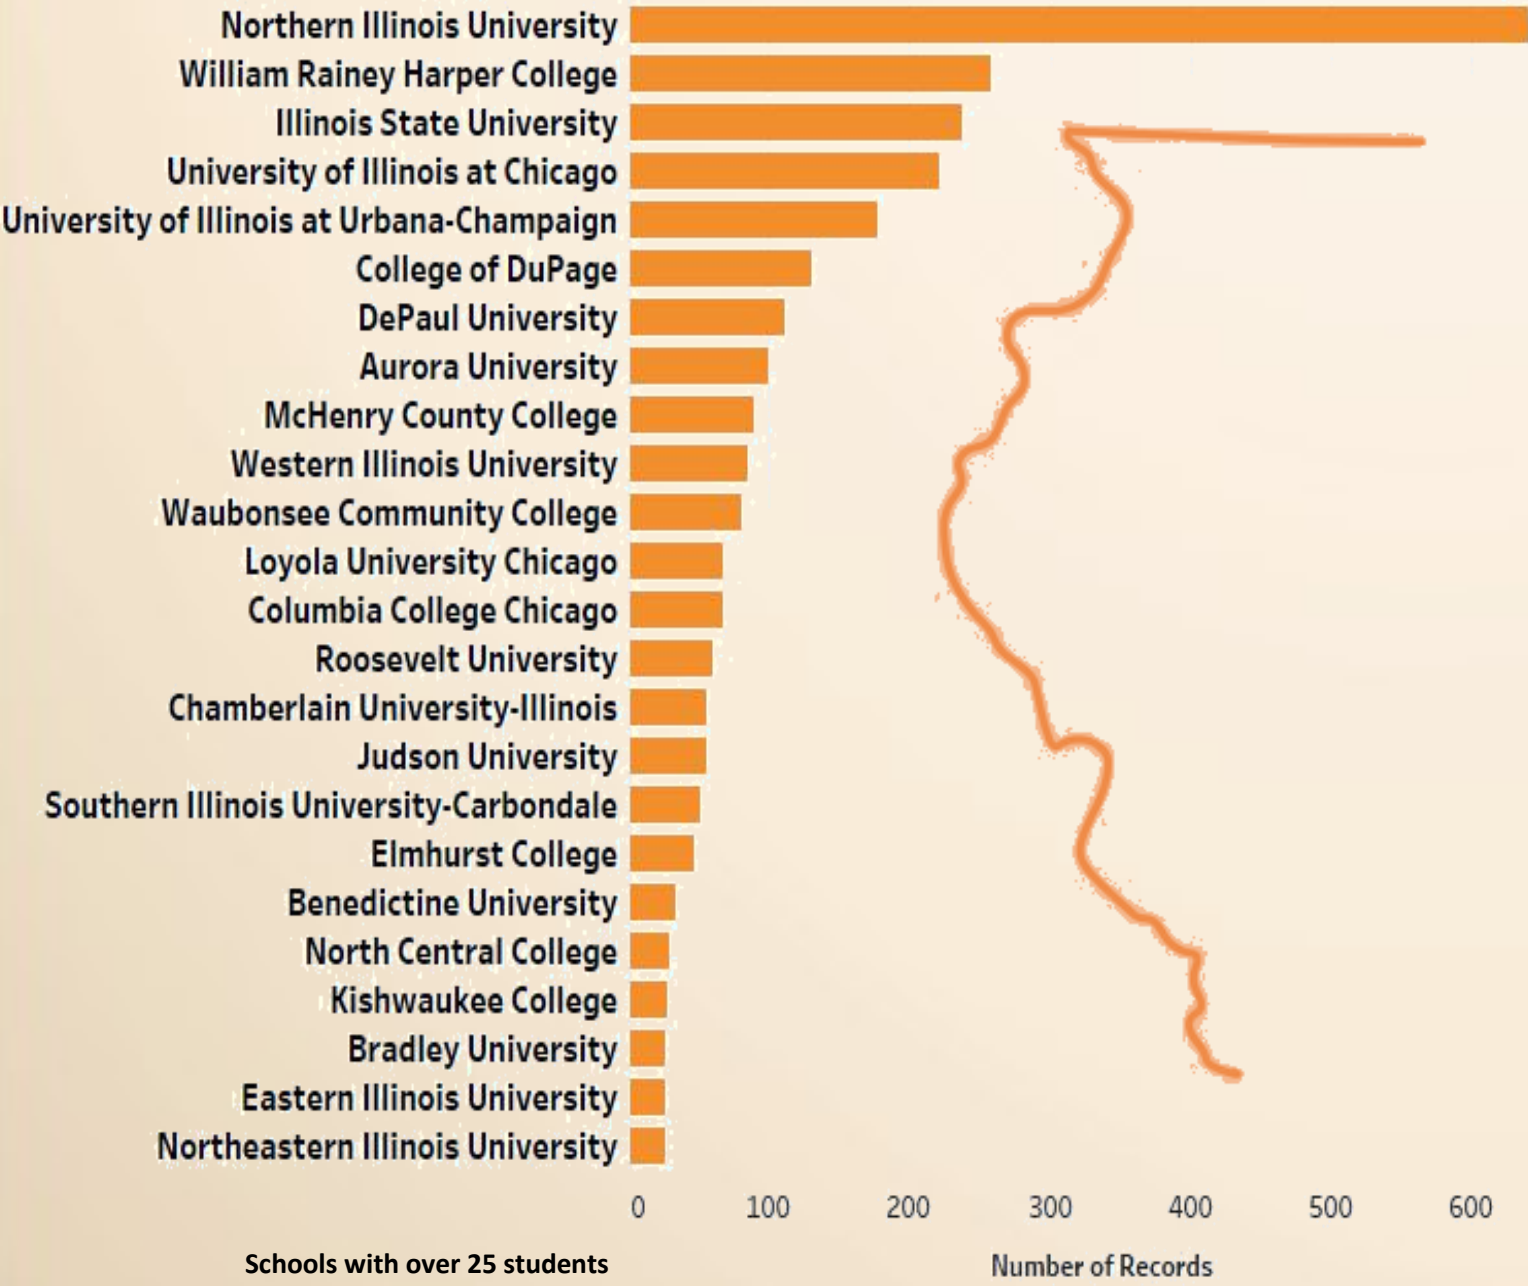 Northern Illinois University
William Rainey Harper College
Illinois State University
University of Illinois at Chicago
University of Illinois at Urbana-Champaign
College of DuPage
DePaul University
Aurora University
McHenry County College
Western Illinois University
Waubonsee Community College
Loyola University Chicago
Columbia College Chicago
Roosevelt University
Chamberlain University-Illinois
Judson University
Southern Illinois University-Carbondale
Elmhurst College
Benedictine University
North Central College
Kishwaukee College
Bradley University
Eastern Illinois University
Northeastern Illinois University
0 100 200 300 400 500 600
Schools with over 25 students Number of Records